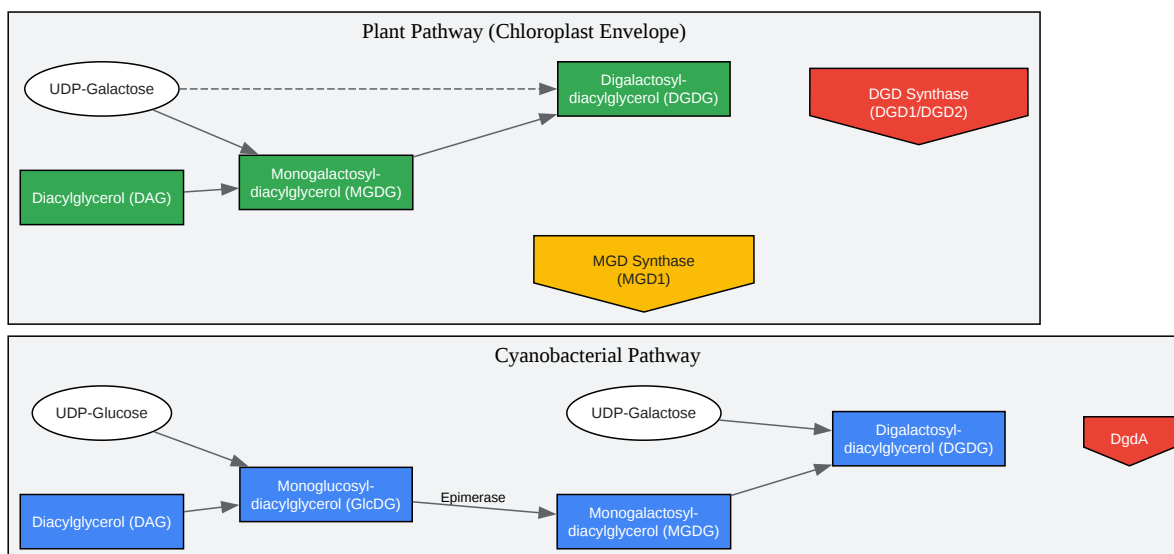 Plant Pathway (Chloroplast Envelope)
UDP-Galactose
Digalactosyl-
diacylglycerol (DGDG)
DGD Synthase
(DGD1/DGD2)
Monogalactosyl-
diacylglycerol (MGDG)
Diacylglycerol (DAG)
MGD Synthase
(MGD1)
Cyanobacterial Pathway
UDP-Glucose
UDP-Galactose
Digalactosyl-
diacylglycerol (DGDG)
DgdA
Monoglucosyl-
diacylglycerol (GlcDG)
Epimerase
Monogalactosyl-
diacylglycerol (MGDG)
Diacylglycerol (DAG)